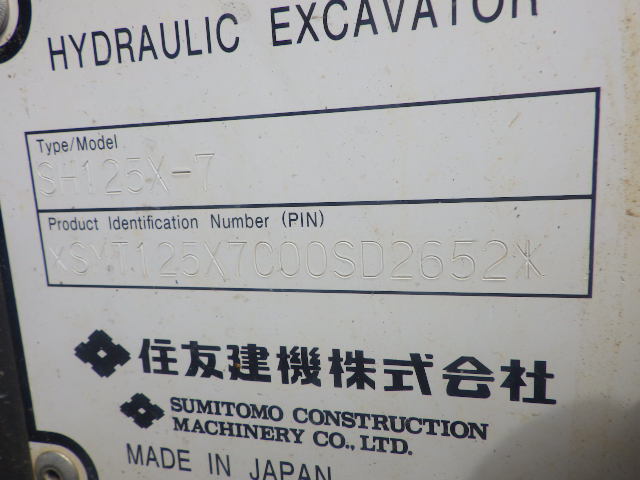 HYDRAULIC EXCAVATOR
Type/Model
SH125X-7
Product Identification Number (PIN)
*SMT125X7C00SD2652*
住友建機株式会社
SUMITOMO CONSTRUCTION
MACHINERY CO., LTD.
MADE IN JAPAN